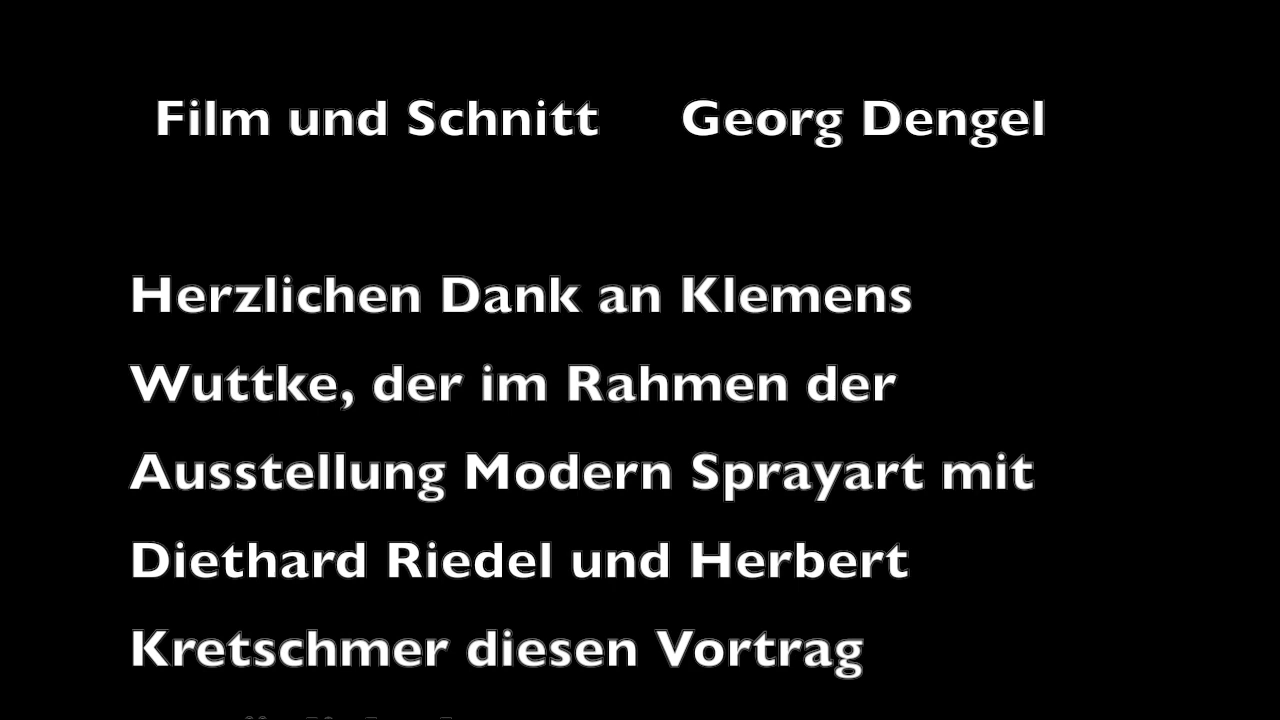 Film und Schnitt Georg Dengel
Herzlichen Dank an Klemens
Wuttke, der im Rahmen der
Ausstellung Modern Sprayart mit
Diethard Riedel und Herbert
Kretschmer diesen Vortrag